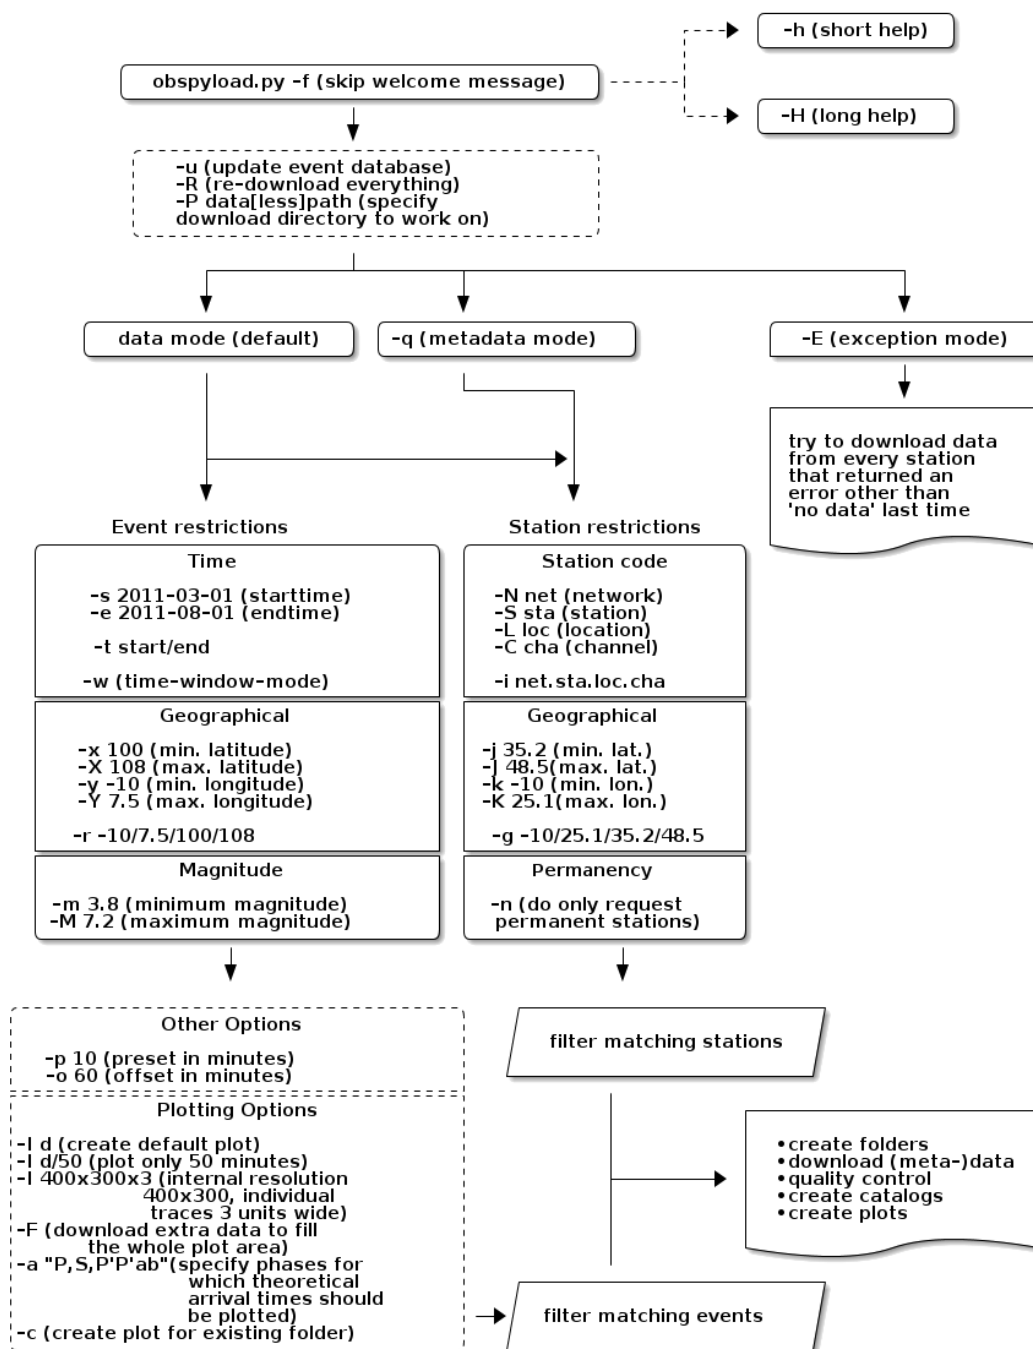 -h (short help)
obspyload.py -f (skip welcome message)
-H (long help)
-u (update event database)
-R (re-download everything)
-P data[less]path (specify
download directory to work on)
data mode (default)
-q (metadata mode)
-E (exception mode)
try to download data
from every station
that returned an
error other than
'no data' last time
Event restrictions
Time
-s 2011-03-01 (starttime)
-e 2011-08-01 (endtime)
-t start/end
-w (time-window-mode)
Geographical
-x 100 (min. latitude)
-X 108 (max. latitude)
-y -10 (min. longitude)
-Y 7.5 (max. longitude)
-r -10/7.5/100/108
Magnitude
-m 3.8 (minimum magnitude)
-M 7.2 (maximum magnitude)
Station restrictions
Station code
-N net (network)
-S sta (station)
-L loc (location)
-C cha (channel)
-i net.sta.loc.cha
Geographical
-j 35.2 (min. lat.)
-J 48.5(max. lat.)
-k -10 (min. lon.)
-K 25.1(max. lon.)
-g -10/25.1/35.2/48.5
Permanency
-n (do only request
permanent stations)
Other Options
-p 10 (preset in minutes)
-o 60 (offset in minutes)
Plotting Options
-I d (create default plot)
-I d/50 (plot only 50 minutes)
-I 400x300x3 (internal resolution
400x300, individual
traces 3 units wide)
-F (download extra data to fill
the whole plot area)
-a "P,S,P'P'ab"(specify phases for
which theoretical
arrival times should
be plotted)
-c (create plot for existing folder)
filter matching stations
•create folders
•download (meta-)data
•quality control
•create catalogs
•create plots
filter matching events